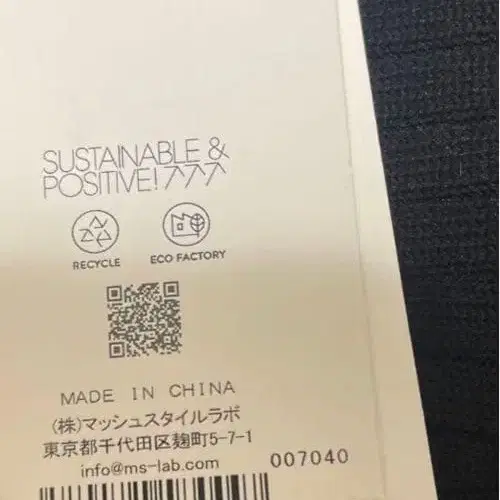 SUSTAINABLE &
POSITIVE! ↗↗↗
RECYCLE
ECO FACTORY
MADE IN CHINA
(株)マッシュスタイルラボ
東京都千代田区麹町5-7-1
info@ms-lab.com
007040